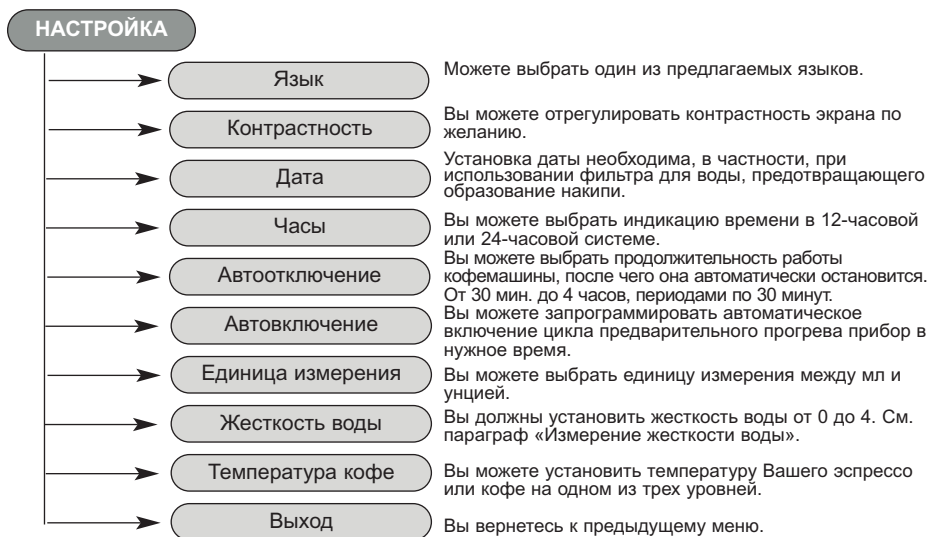 НАСТРОЙКА
Язык
Можете выбрать один из предлагаемых языков.
Контрастность
Вы можете отрегулировать контрастность экрана по
желанию.
Дата
Установка даты необходима, в частности, при
использовании фильтра для воды, предотвращающего
образование накипи.
Часы
Вы можете выбрать индикацию времени в 12-часовой
или 24-часовой системе.
Автоотключение
Вы можете выбрать продолжительность работы
кофемашины, после чего она автоматически остановится.
От 30 мин. до 4 часов, периодами по 30 минут.
Автовключение
Вы можете запрограммировать автоматическое
включение цикла предварительного прогрева прибор в
нужное время.
Единица измерения
Вы можете выбрать единицу измерения между мл и
унцией.
Жесткость воды
Вы должны установить жесткость воды от 0 до 4. См.
параграф «Измерение жесткости воды».
Температура кофе
Вы можете установить температуру Вашего эспрессо
или кофе на одном из трех уровней.
Выход
Вы вернетесь к предыдущему меню.